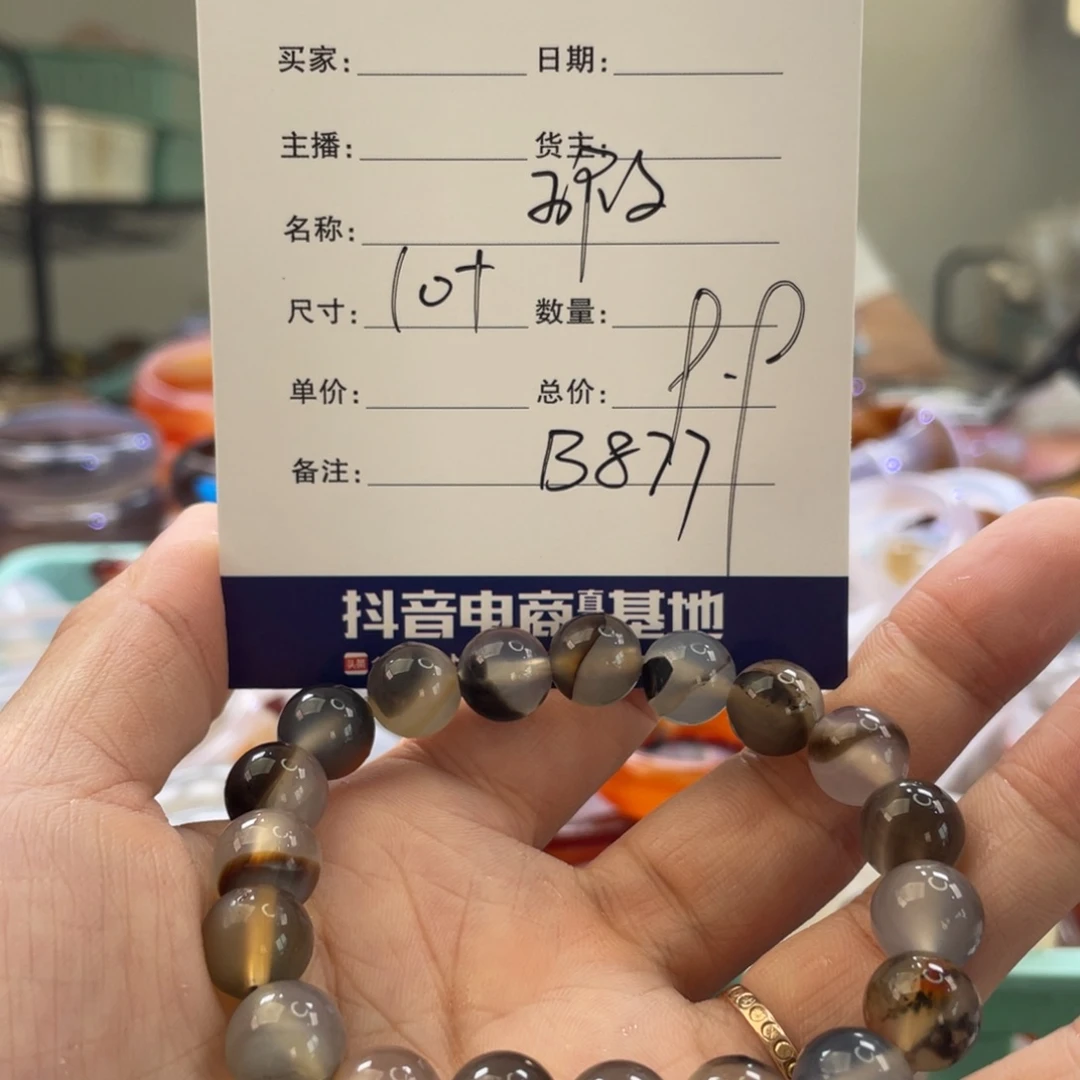 买家: 日期:
主播: 货主:
名称:
尺寸: 10+ 数量:
单价: 总价:
备注: B877
抖音电商直基地